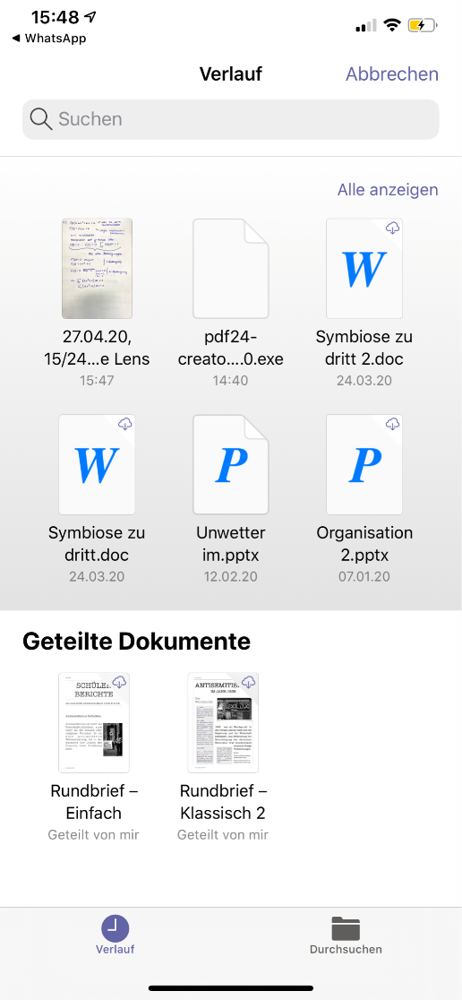 15:48
WhatsApp
Verlauf
Abbrechen
Suchen
Alle anzeigen
27.04.20,
15/24...e Lens
15:47
pdf24-
creato....0.exe
14:40
W
Symbiose zu
dritt 2.doc
24.03.20
W
Symbiose zu
dritt.doc
24.03.20
P
Unwetter
im.pptx
12.02.20
P
Organisation
2.pptx
07.01.20
Geteilte Dokumente
SCHÜLE
BERICHTE
Rundbrief –
Einfach
Geteilt von mir
ANTISEMITIS
IM JAHR 1938
Rundbrief –
Klassisch 2
Geteilt von mir
Verlauf
Durchsuchen